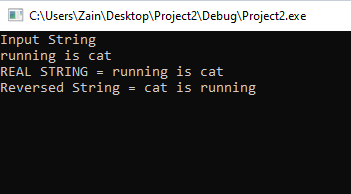 C:\Users\Zain\Desktop\Project2\Debug\Project2.exe
Input String
running is cat
REAL STRING = running is cat
Reversed String = cat is running